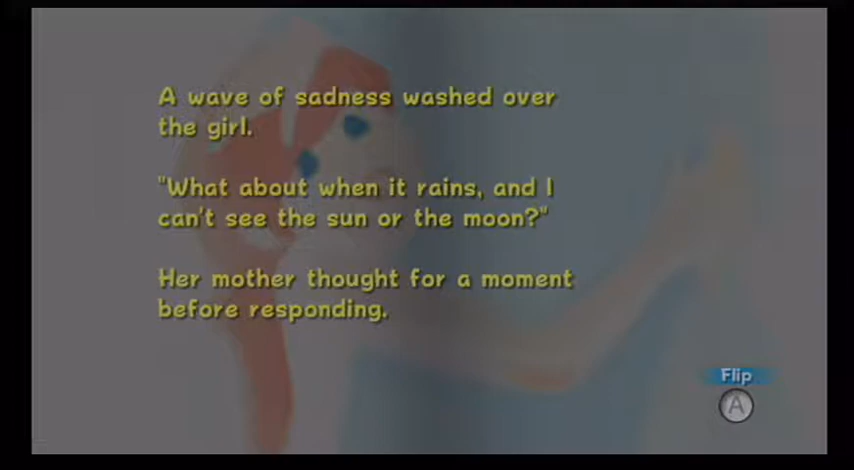 A wave of sadness washed over
the girl.
"What about when it rains, and I
can't see the sun or the moon?"
Her mother thought for a moment
before responding.
Flip
A